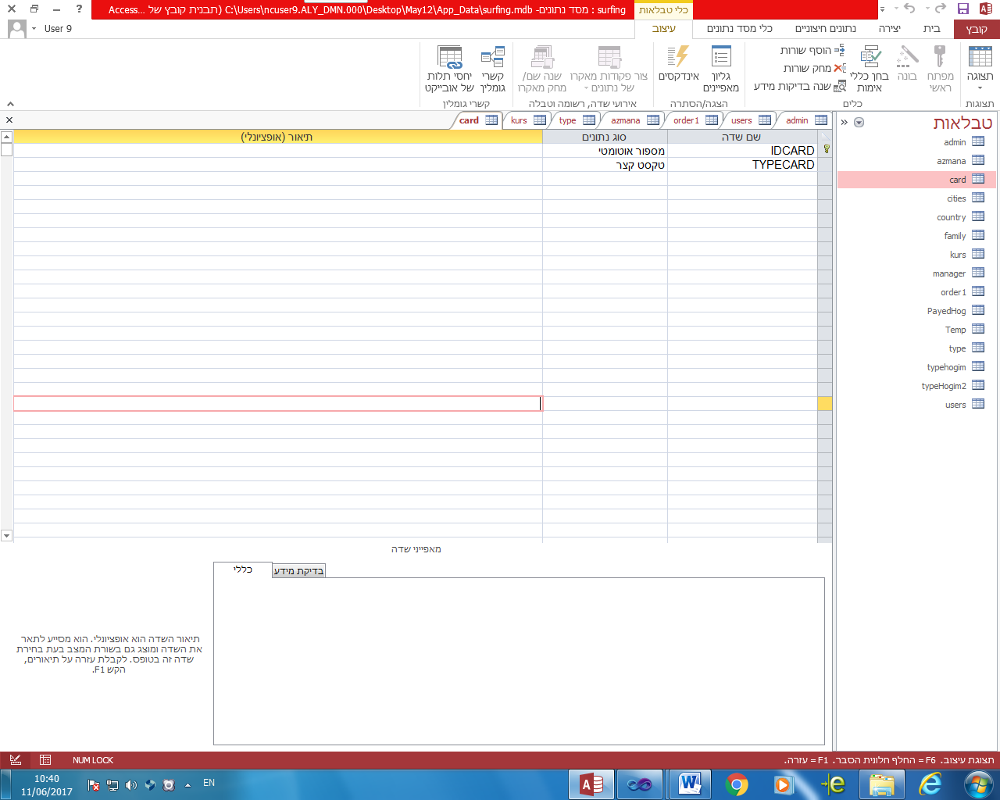 surfing : מסד נתונים- C:\Users\ncuser9.ALY_DMN.000\Desktop\May12\App_Data\surfing.mdb (תבנית קובץ של Access...
כלי טבלאות
קובץ
בית
יצירה
נתונים חיצוניים
כלי מסד נתונים
עיצוב
User 9
תצוגה
מפתח ראשי
בונה
בחן כללי אימות
הוסף שורות
מחק שורות
שנה בדיקות מידע
גליון מאפיינים
אינדקסים
צור פקודות מאקרו של נתונים
שנה שם/ מחק מאקרו
קשרי גומלין
יחסי תלות של אובייקט
תצוגות
כלים
הצגה/הסתרה
אירועי שדה, רשומה וטבלה
קשרי גומלין
טבלאות
admin
azmana
card
cities
country
family
kurs
manager
order1
PayedHog
Temp
type
typehogim
typeHogim2
users
admin
users
order1
azmana
type
kurs
card
שם שדה
סוג נתונים
תיאור (אופציונלי)
IDCARD
מספור אוטומטי
TYPECARD
טקסט קצר
מאפייני שדה
כללי
בדיקת מידע
תיאור השדה הוא אופציונלי. הוא מסייע לתאר
את השדה ומוצג גם בשורת המצב בעת בחירת
שדה זה בטופס. לקבלת עזרה על תיאורים,
הקש F1.
תצוגת עיצוב. F6 = החלף חלונית הסבר. F1 = עזרה.
NUM LOCK
EN
10:40
11/06/2017